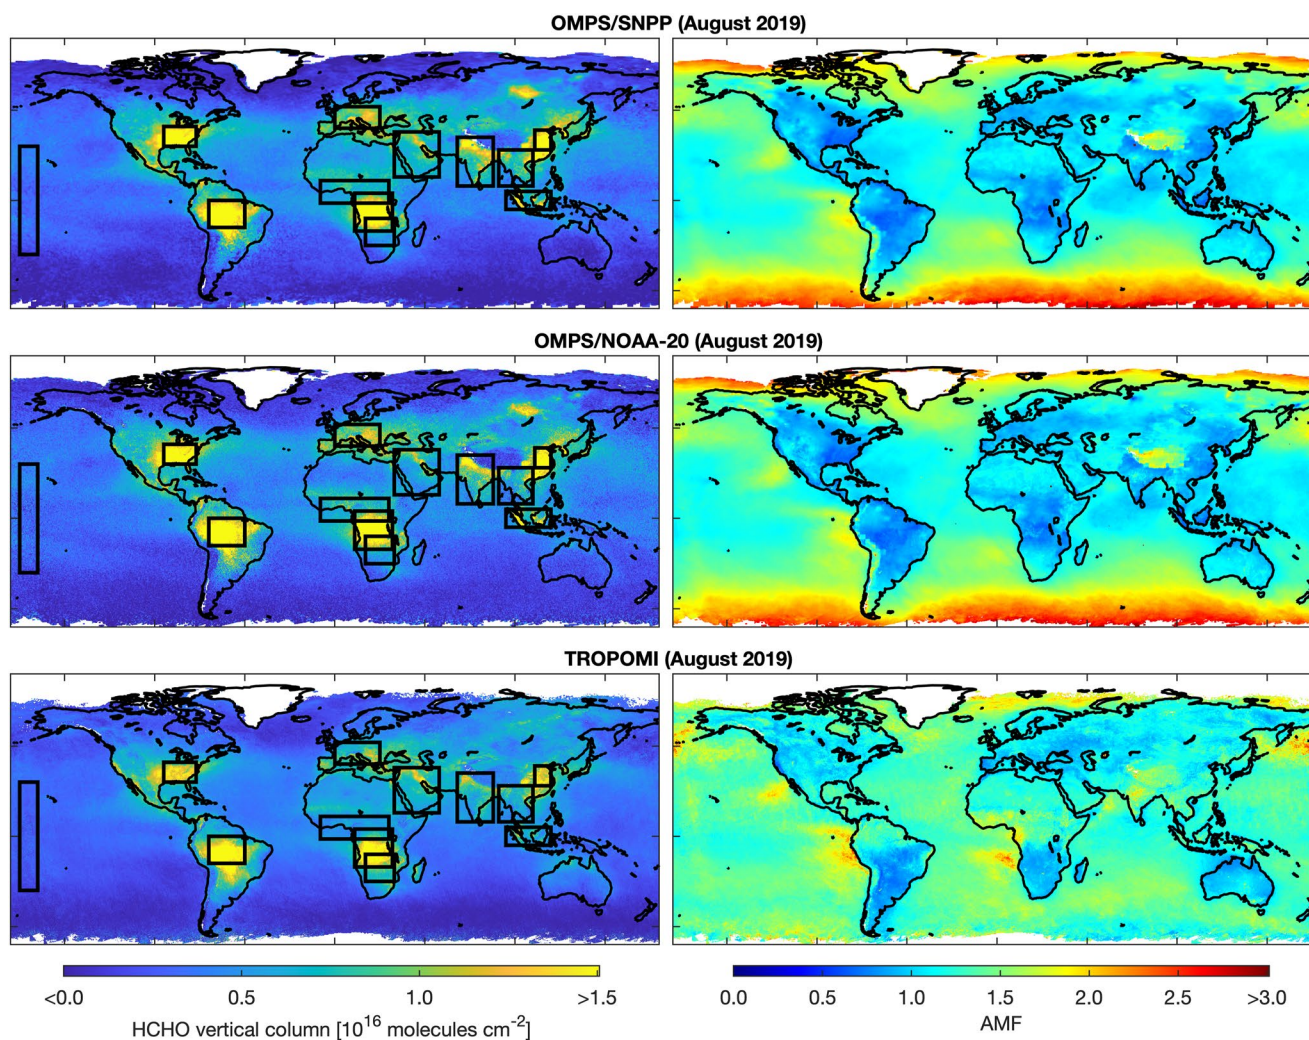 OMPS/SNPP (August 2019)
OMPS/NOAA-20 (August 2019)
TROPOMI (August 2019)
<0.0 0.5 1.0 >1.5
HCHO vertical column [10^16 molecules cm^-2]
0.0 0.5 1.0 1.5 2.0 2.5 >3.0
AMF